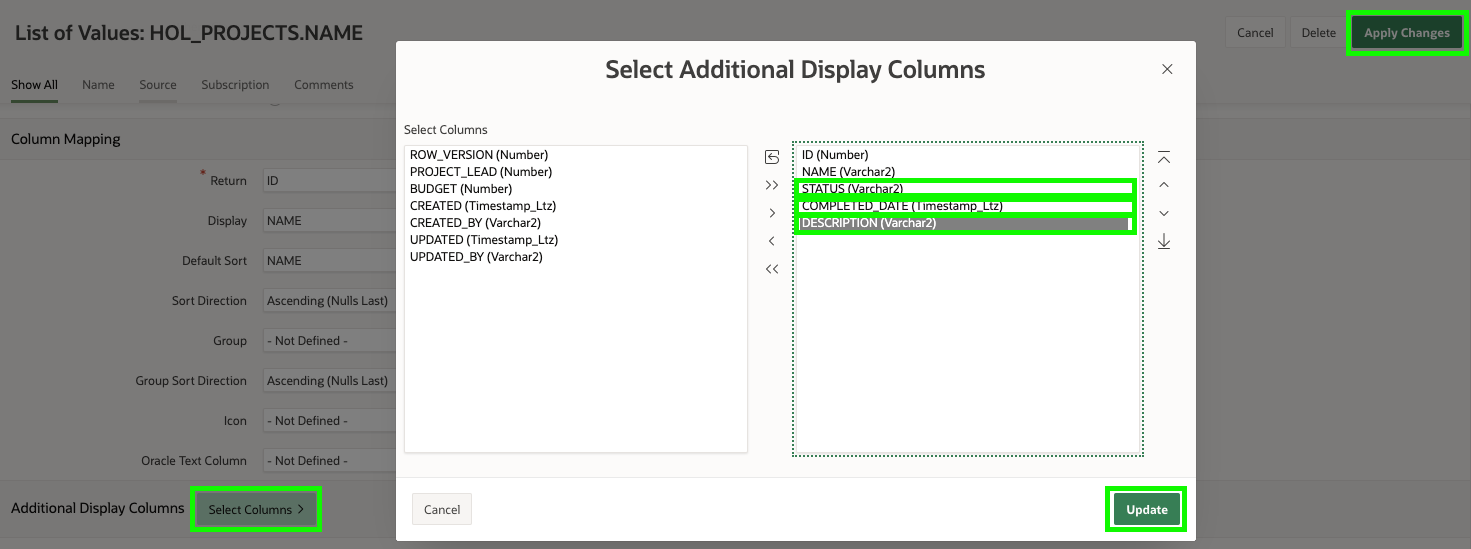 List of Values: HOL_PROJECTS.NAME
Cancel
Delete
Apply Changes
Show All
Name
Source
Subscription
Comments
Column Mapping
* Return
ID
Display
NAME
Default Sort
NAME
Sort Direction
Ascending (Nulls Last)
Group
- Not Defined -
Group Sort Direction
Ascending (Nulls Last)
Icon
- Not Defined -
Oracle Text Column
- Not Defined -
Additional Display Columns
Select Columns >
Select Additional Display Columns
Select Columns
ROW_VERSION (Number)
PROJECT_LEAD (Number)
BUDGET (Number)
CREATED (Timestamp_Ltz)
CREATED_BY (Varchar2)
UPDATED (Timestamp_Ltz)
UPDATED_BY (Varchar2)
ID (Number)
NAME (Varchar2)
STATUS (Varchar2)
COMPLETED_DATE (Timestamp_Ltz)
DESCRIPTION (Varchar2)
Cancel
Update